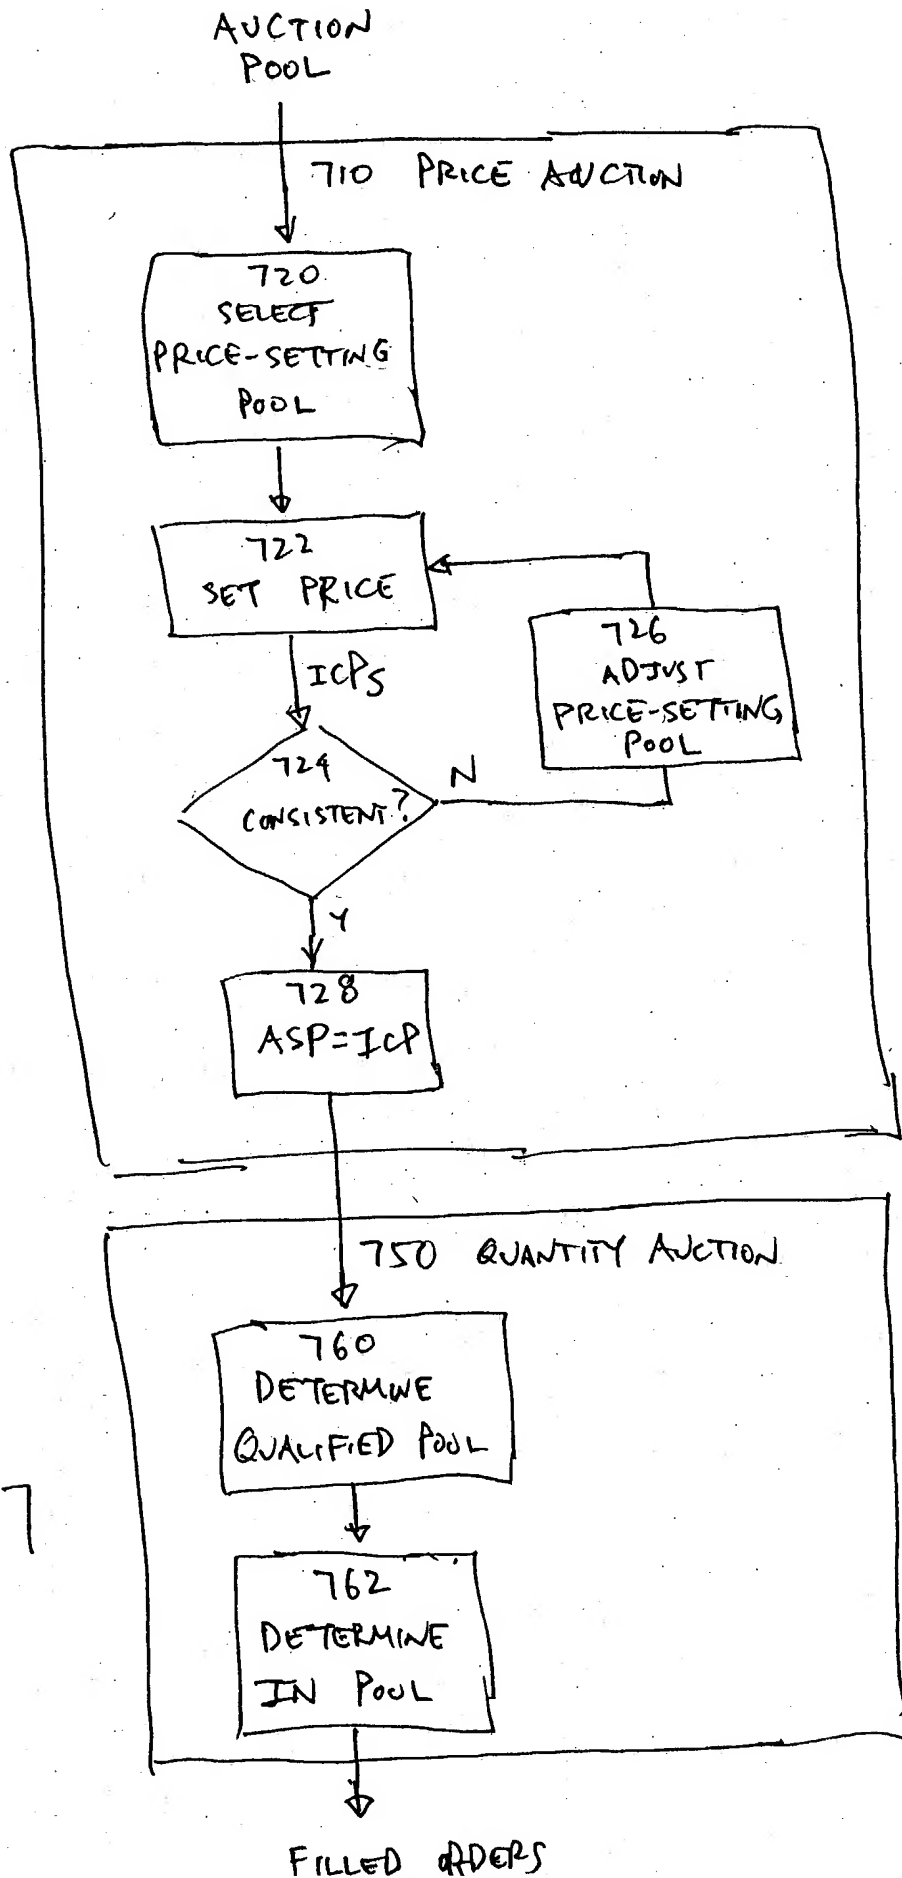 AUCTION
POOL
710 PRICE AUCTION
720
SELECT
PRICE-SETTING
POOL
722
SET PRICE
ICPS
726
ADJUST
PRICE-SETTING
POOL
724
CONSISTENT?
N
Y
728
ASP=ICP
750 QUANTITY AUCTION
760
DETERMINE
QUALIFIED POOL
7
762
DETERMINE
IN POOL
FILLED ORDERS